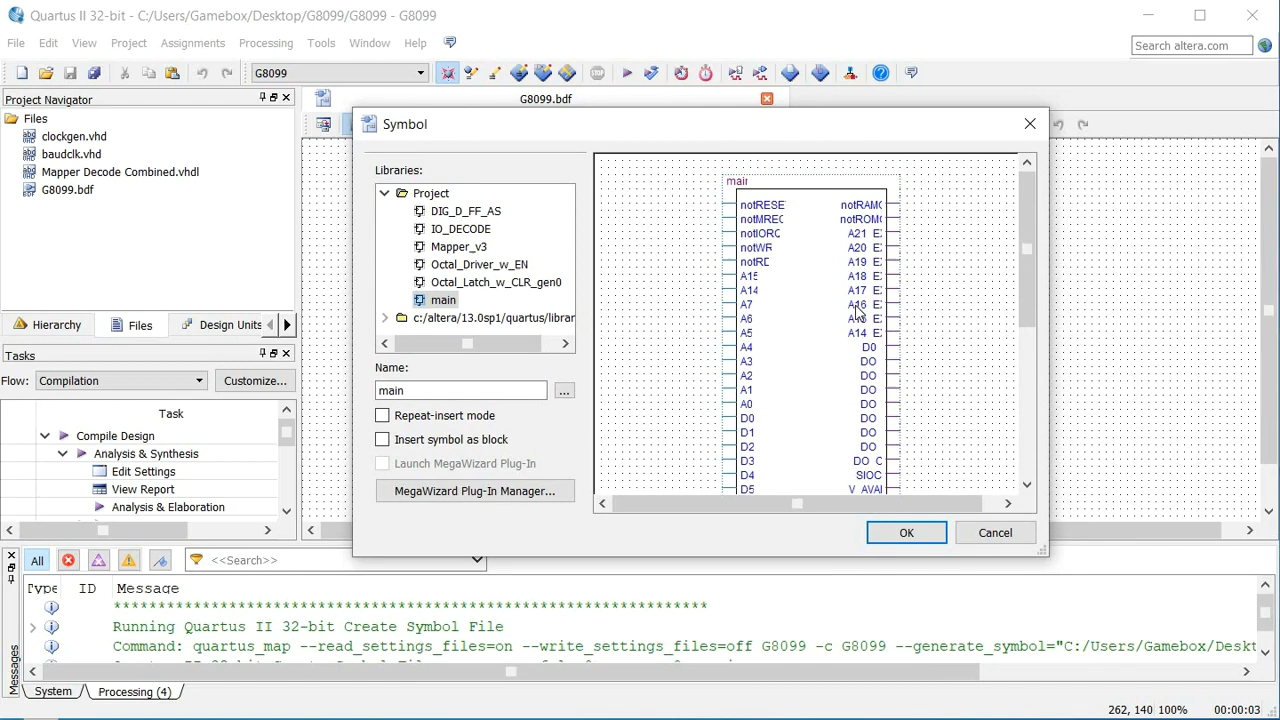 Quartus II 32-bit - C:/Users/Gamebox/Desktop/G8099/G8099 - G8099
File Edit View Project Assignments Processing Tools Window Help
Search altera.com
G8099
Project Navigator
G8099.bdf
Files
clockgen.vhd
baudclk.vhd
Mapper Decode Combined.vhdl
G8099.bdf
Hierarchy Files Design Units
Tasks
Flow: Compilation Customize...
Task
Compile Design
Analysis & Synthesis
Edit Settings
View Report
Analysis & Elaboration
Symbol
Libraries:
Project
DIG_D_FF_AS
IO_DECODE
Mapper_v3
Octal_Driver_w_EN
Octal_Latch_w_CLR_gen0
main
c:/altera/13.0sp1/quartus/librar
Name:
main
...
Repeat-insert mode
Insert symbol as block
Launch MegaWizard Plug-In
MegaWizard Plug-In Manager...
main
notRESE notRAM
notMREC notROM
notIORC A21 E
notWR A20 E
notRD A19 E
A15 A18 E
A14 A17 E
A7 A16 E
A6
A5 A14 E
A4 D0
A3 DO
A2 DO
A1 DO
A0 DO
D0 DO
D1 DO
D2 DO
D3 DO C
D4 SIOC
D5 V AVAI
OK Cancel
All <<Search>>
Type ID Message
Running Quartus II 32-bit Create Symbol File
Command: quartus_map --read_settings_files=on --write_settings_files=off G8099 -c G8099 --generate_symbol="C:/Users/Gamebox/Deskt
Messages
System Processing (4)
262, 140 100% 00:00:03